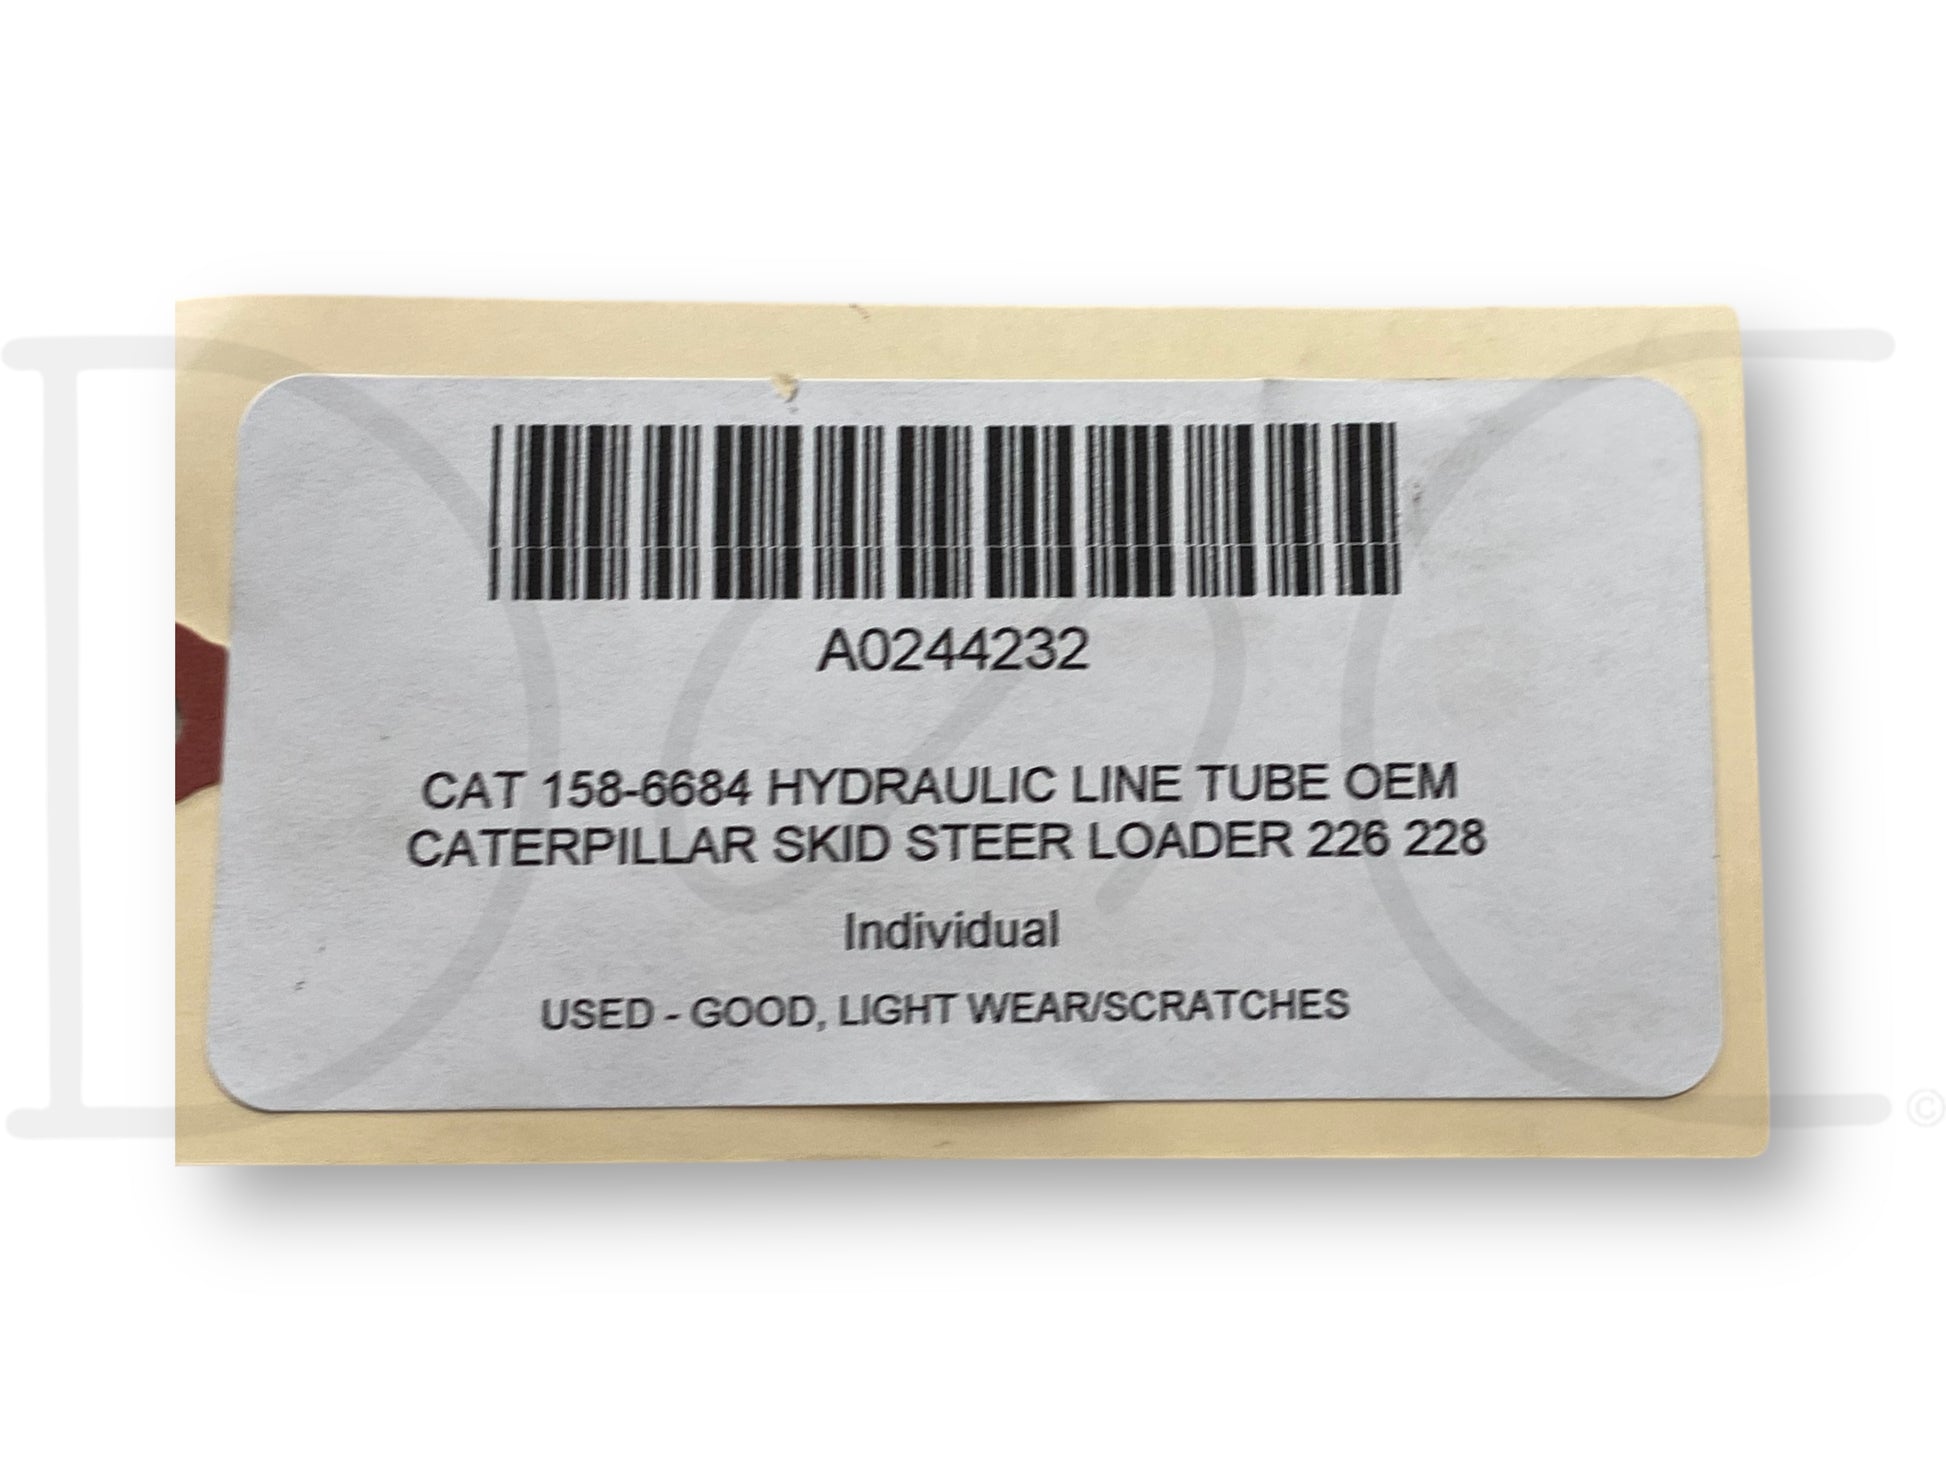 A0244232
CAT 158-6684 HYDRAULIC LINE TUBE OEM
CATERPILLAR SKID STEER LOADER 226 228
Individual
USED - GOOD, LIGHT WEAR/SCRATCHES
©